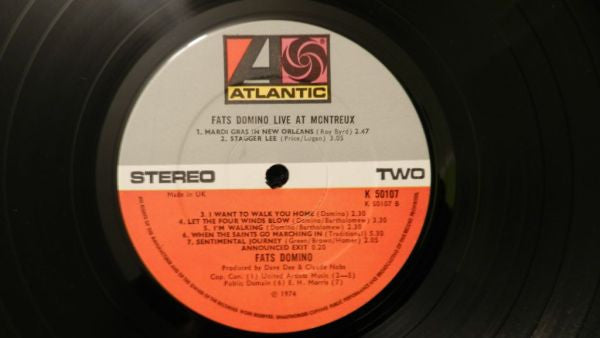 ATLANTIC
FATS DOMINO LIVE AT MONTREUX
1. MARDI GRAS IN NEW ORLEANS (Roy Byrd) 2.47
2. STAGGER LEE (Price/Logan) 3.05
STEREO
TWO
Made in UK
K 50107
K 50107 B
3. I WANT TO WALK YOU HOME (Domino) 2.30
4. LET THE FOUR WINDS BLOW (Domino/Bartholomew) 2.30
5. I'M WALKING (Domino/Bartholomew) 2.30
6. WHEN THE SAINTS GO MARCHING IN (Traditional) 5.30
7. SENTIMENTAL JOURNEY (Green/Brown/Homer) 2.05
ANNOUNCED EXIT 0.20
FATS DOMINO
Produced by Dave Dee & Claude Nobs
Cop. Con. (1) United Artists Music (2—5)
Public Domain (6) E. H. Morris (7)
℗ 1974